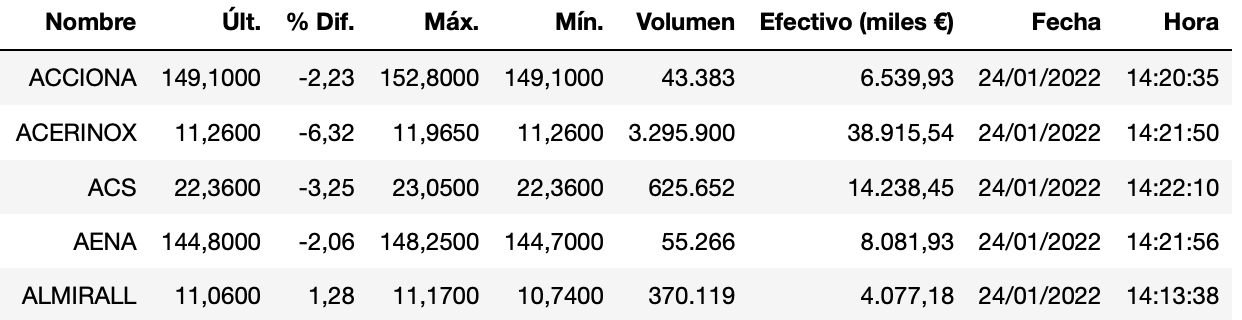 Nombre Últ. % Dif. Máx. Mín. Volumen Efectivo (miles €) Fecha Hora
ACCIONA 149,1000 -2,23 152,8000 149,1000 43.383 6.539,93 24/01/2022 14:20:35
ACERINOX 11,2600 -6,32 11,9650 11,2600 3.295.900 38.915,54 24/01/2022 14:21:50
ACS 22,3600 -3,25 23,0500 22,3600 625.652 14.238,45 24/01/2022 14:22:10
AENA 144,8000 -2,06 148,2500 144,7000 55.266 8.081,93 24/01/2022 14:21:56
ALMIRALL 11,0600 1,28 11,1700 10,7400 370.119 4.077,18 24/01/2022 14:13:38